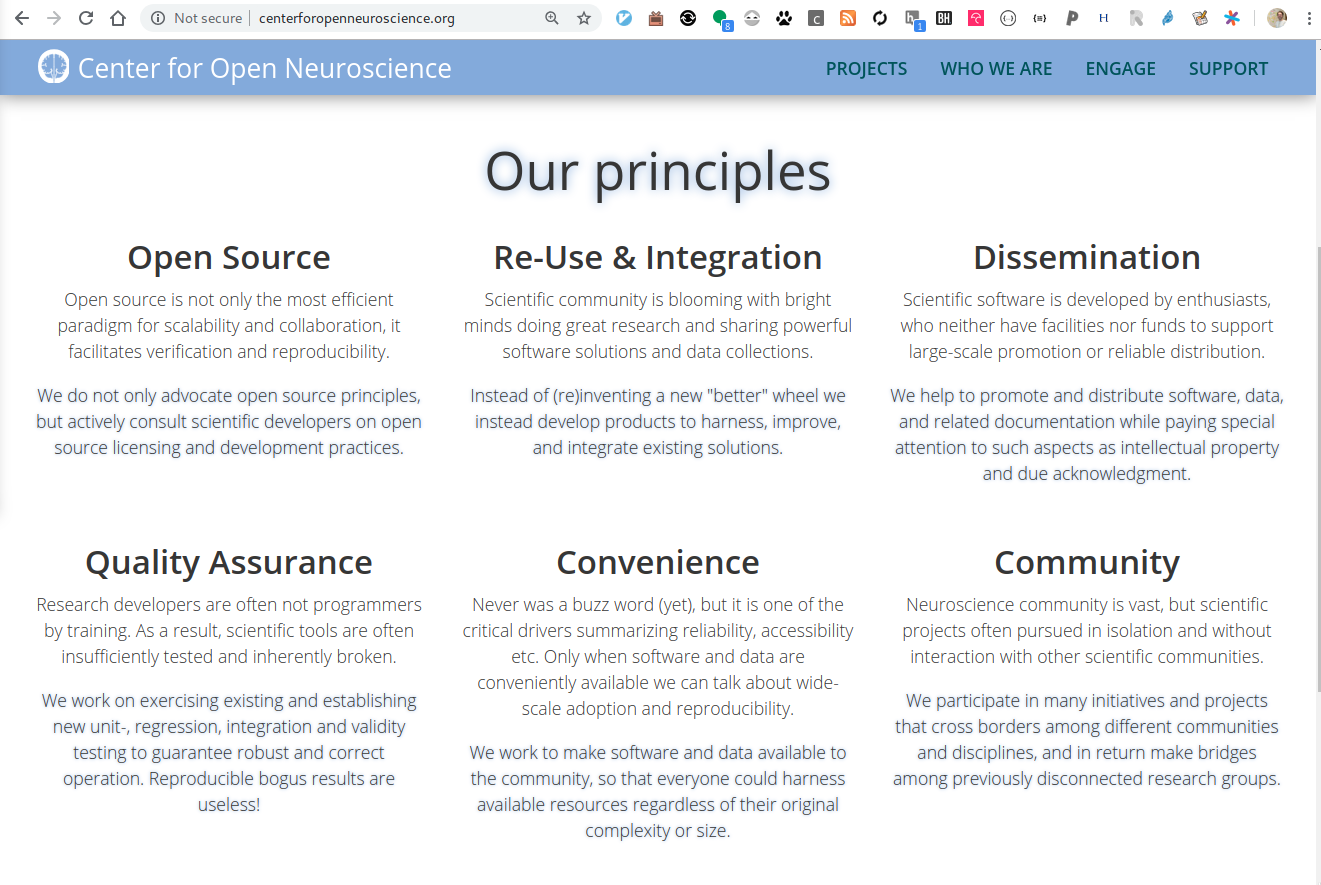 Not secure
centerforopenneuroscience.org
8
c
1
BH
P
H
R
Center for Open Neuroscience
PROJECTS
WHO WE ARE
ENGAGE
SUPPORT
Our principles
Open Source
Open source is not only the most efficient
paradigm for scalability and collaboration, it
facilitates verification and reproducibility.
We do not only advocate open source principles,
but actively consult scientific developers on open
source licensing and development practices.
Re-Use & Integration
Scientific community is blooming with bright
minds doing great research and sharing powerful
software solutions and data collections.
Instead of (re)inventing a new "better" wheel we
instead develop products to harness, improve,
and integrate existing solutions.
Dissemination
Scientific software is developed by enthusiasts,
who neither have facilities nor funds to support
large-scale promotion or reliable distribution.
We help to promote and distribute software, data,
and related documentation while paying special
attention to such aspects as intellectual property
and due acknowledgment.
Quality Assurance
Research developers are often not programmers
by training. As a result, scientific tools are often
insufficiently tested and inherently broken.
We work on exercising existing and establishing
new unit-, regression, integration and validity
testing to guarantee robust and correct
operation. Reproducible bogus results are
useless!
Convenience
Never was a buzz word (yet), but it is one of the
critical drivers summarizing reliability, accessibility
etc. Only when software and data are
conveniently available we can talk about wide-
scale adoption and reproducibility.
We work to make software and data available to
the community, so that everyone could harness
available resources regardless of their original
complexity or size.
Community
Neuroscience community is vast, but scientific
projects often pursued in isolation and without
interaction with other scientific communities.
We participate in many initiatives and projects
that cross borders among different communities
and disciplines, and in return make bridges
among previously disconnected research groups.